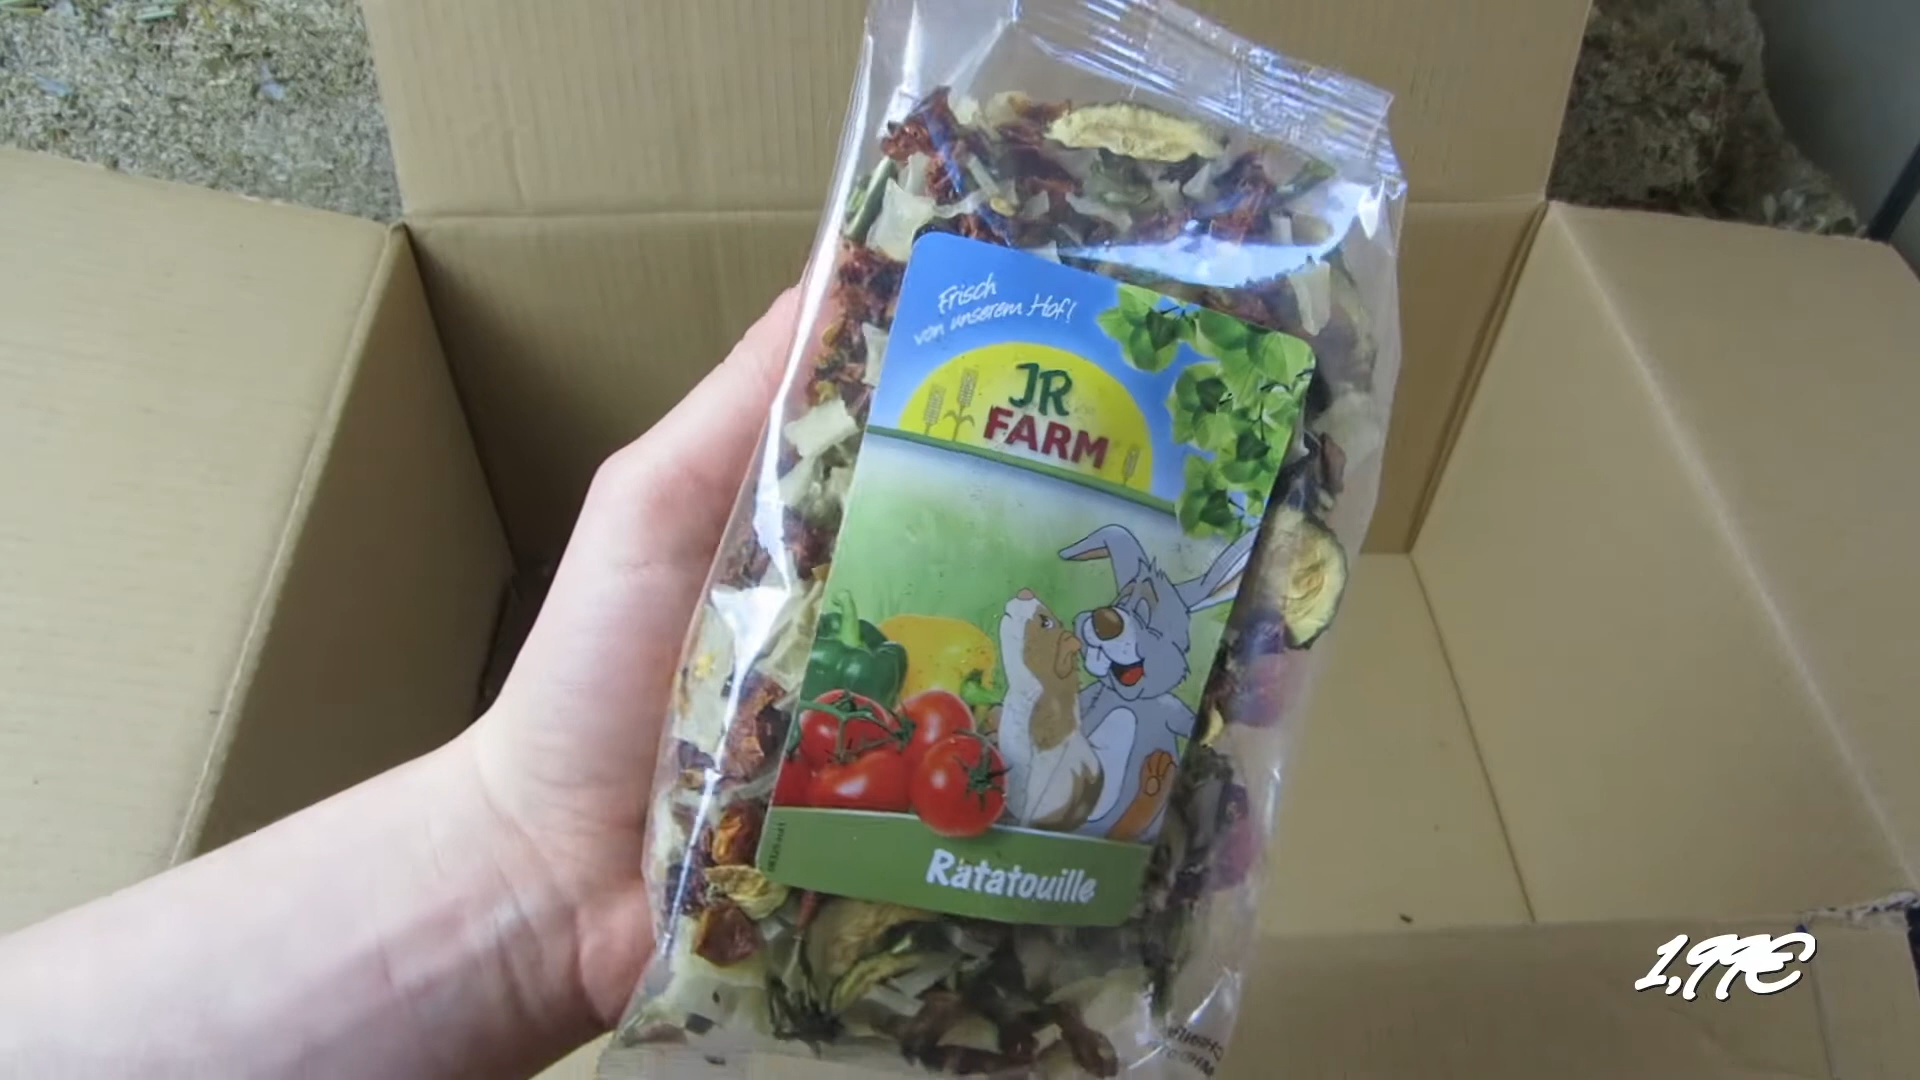 Frisch
von unserem Hof!
JR
FARM
Ratatouille
1,99€